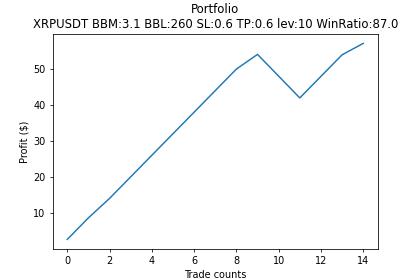 Portfolio
XRPUSDT BBM:3.1 BBL:260 SL:0.6 TP:0.6 lev:10 WinRatio:87.0
50
40
30
20
10
Profit ($)
0 2 4 6 8 10 12 14
Trade counts